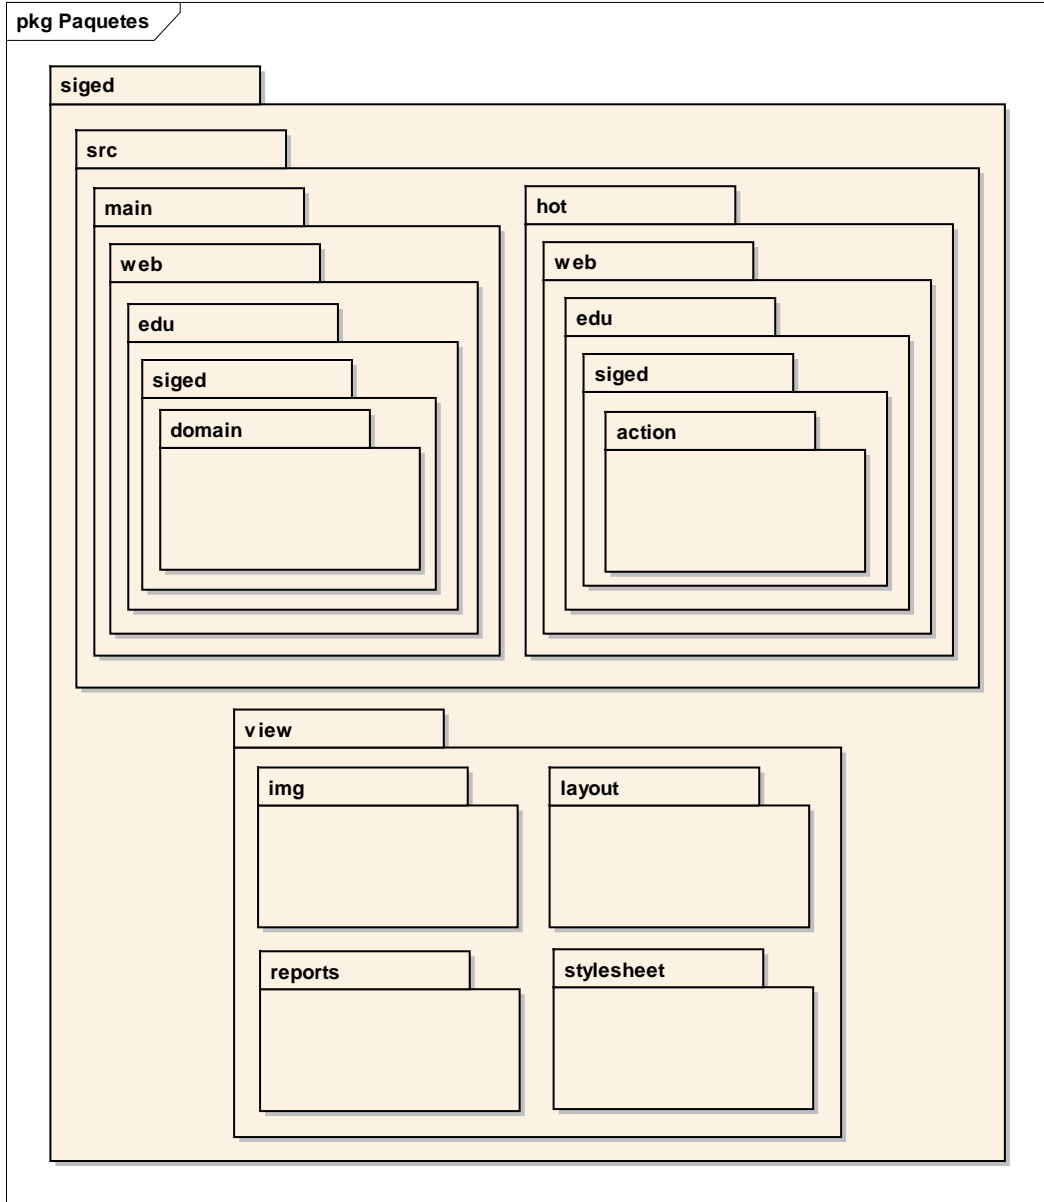 pkg Paquetes
siged
src
main
web
edu
siged
domain
hot
web
edu
siged
action
view
img
layout
reports
stylesheet